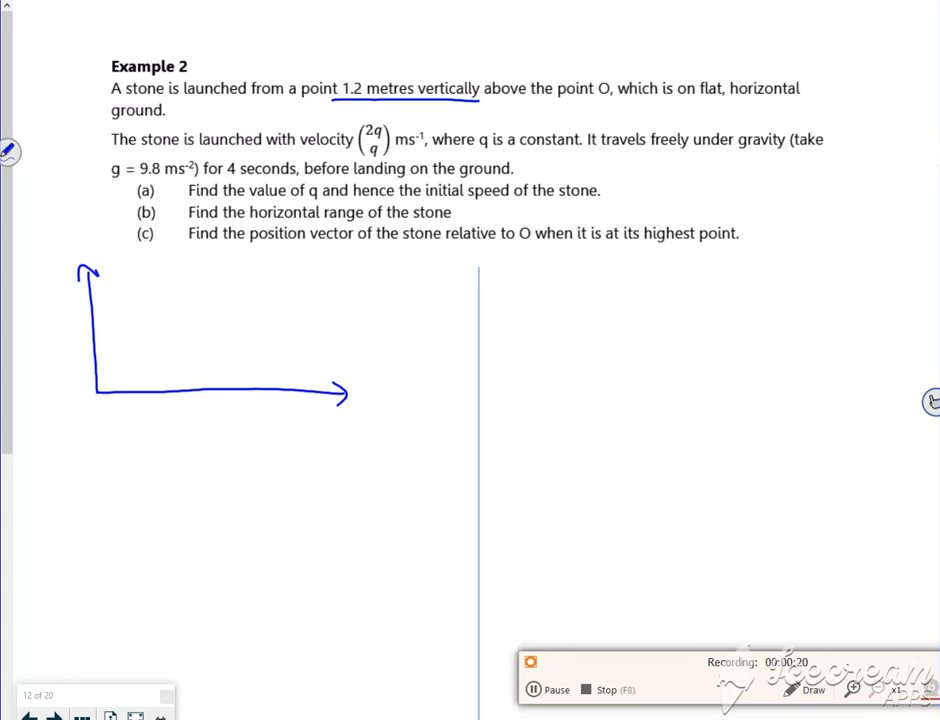 Example 2
A stone is launched from a point 1.2 metres vertically above the point O, which is on flat, horizontal
ground.
The stone is launched with velocity (2q q) ms⁻¹, where q is a constant. It travels freely under gravity (take
g = 9.8 ms⁻²) for 4 seconds, before landing on the ground.
(a) Find the value of q and hence the initial speed of the stone.
(b) Find the horizontal range of the stone
(c) Find the position vector of the stone relative to O when it is at its highest point.
Recording: 00:00:20
Pause Stop (F8) Draw x1
Icecream
APPS
12 of 20